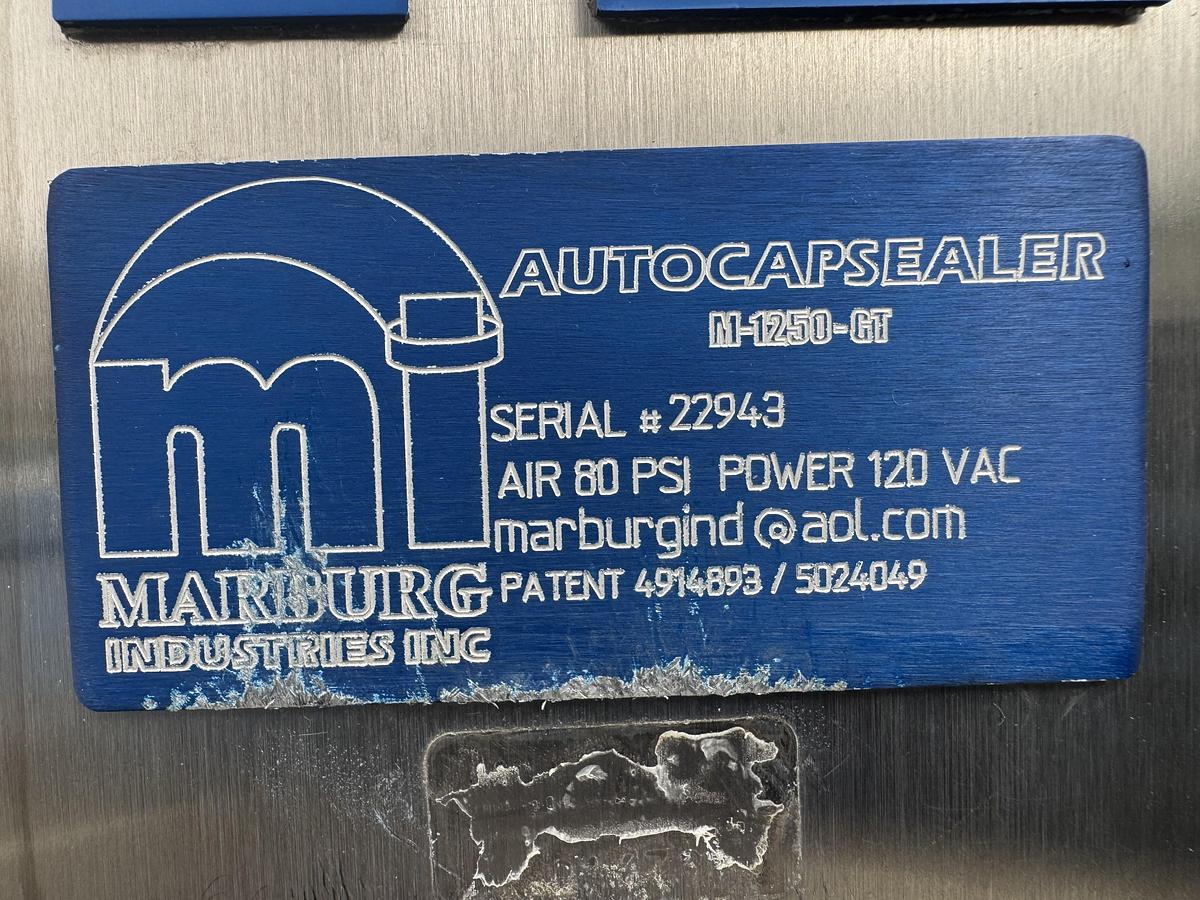 AUTOCAPSEALER
M-1250-GT
SERIAL # 22943
AIR 80 PSI POWER 120 VAC
marburgind@aol.com
PATENT 4914893 / 5024049
mi
MARBURG
INDUSTRIES INC